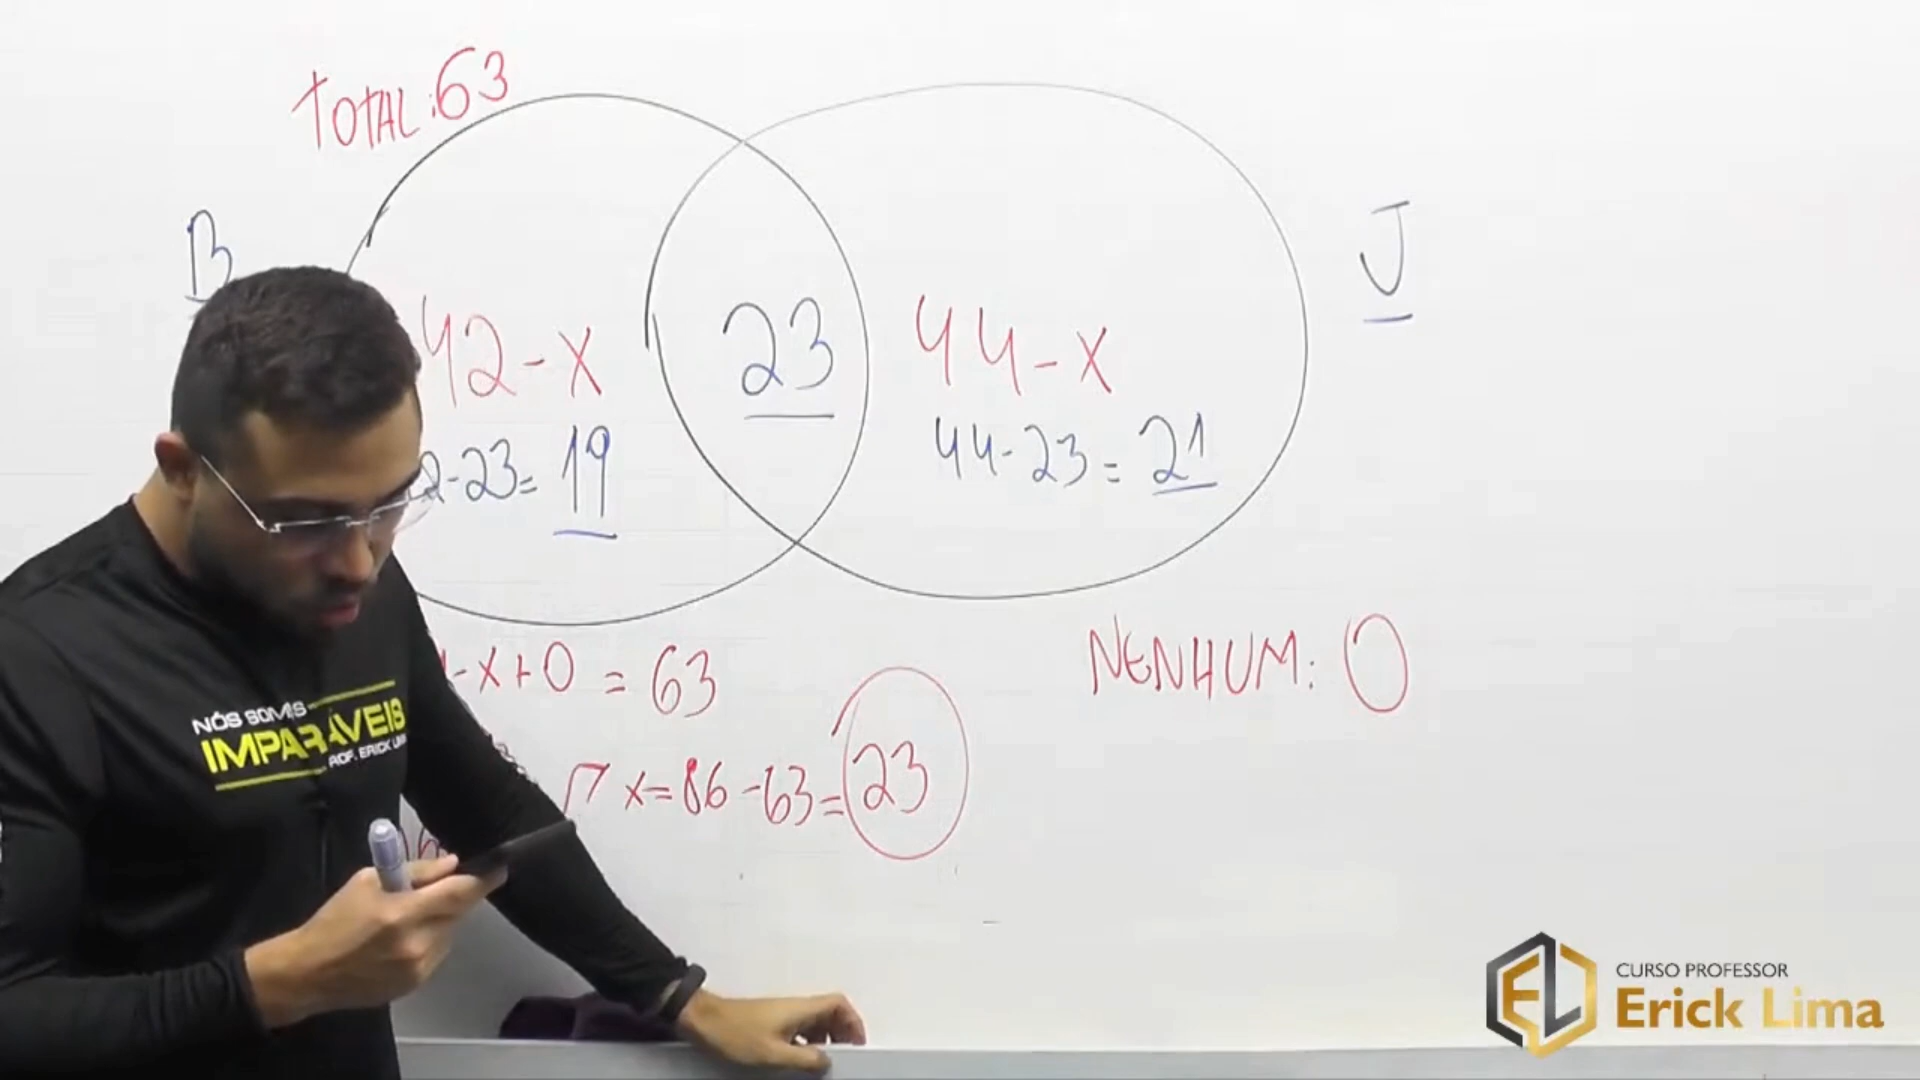 TOTAL: 63
B
J
42-x
23
44-x
2-23= 19
44-23 = 21
-x+0 = 63
NENHUM: 0
x=86-63= 23
NÓS SOMOS
IMPARÁVEIS
PROF. ERICK LIMA
CURSO PROFESSOR
Erick Lima